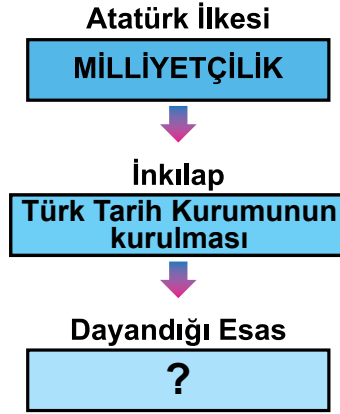 Atatürk İlkesi
MİLLİYETÇİLİK
İnkılap
Türk Tarih Kurumunun
kurulması
Dayandığı Esas
?